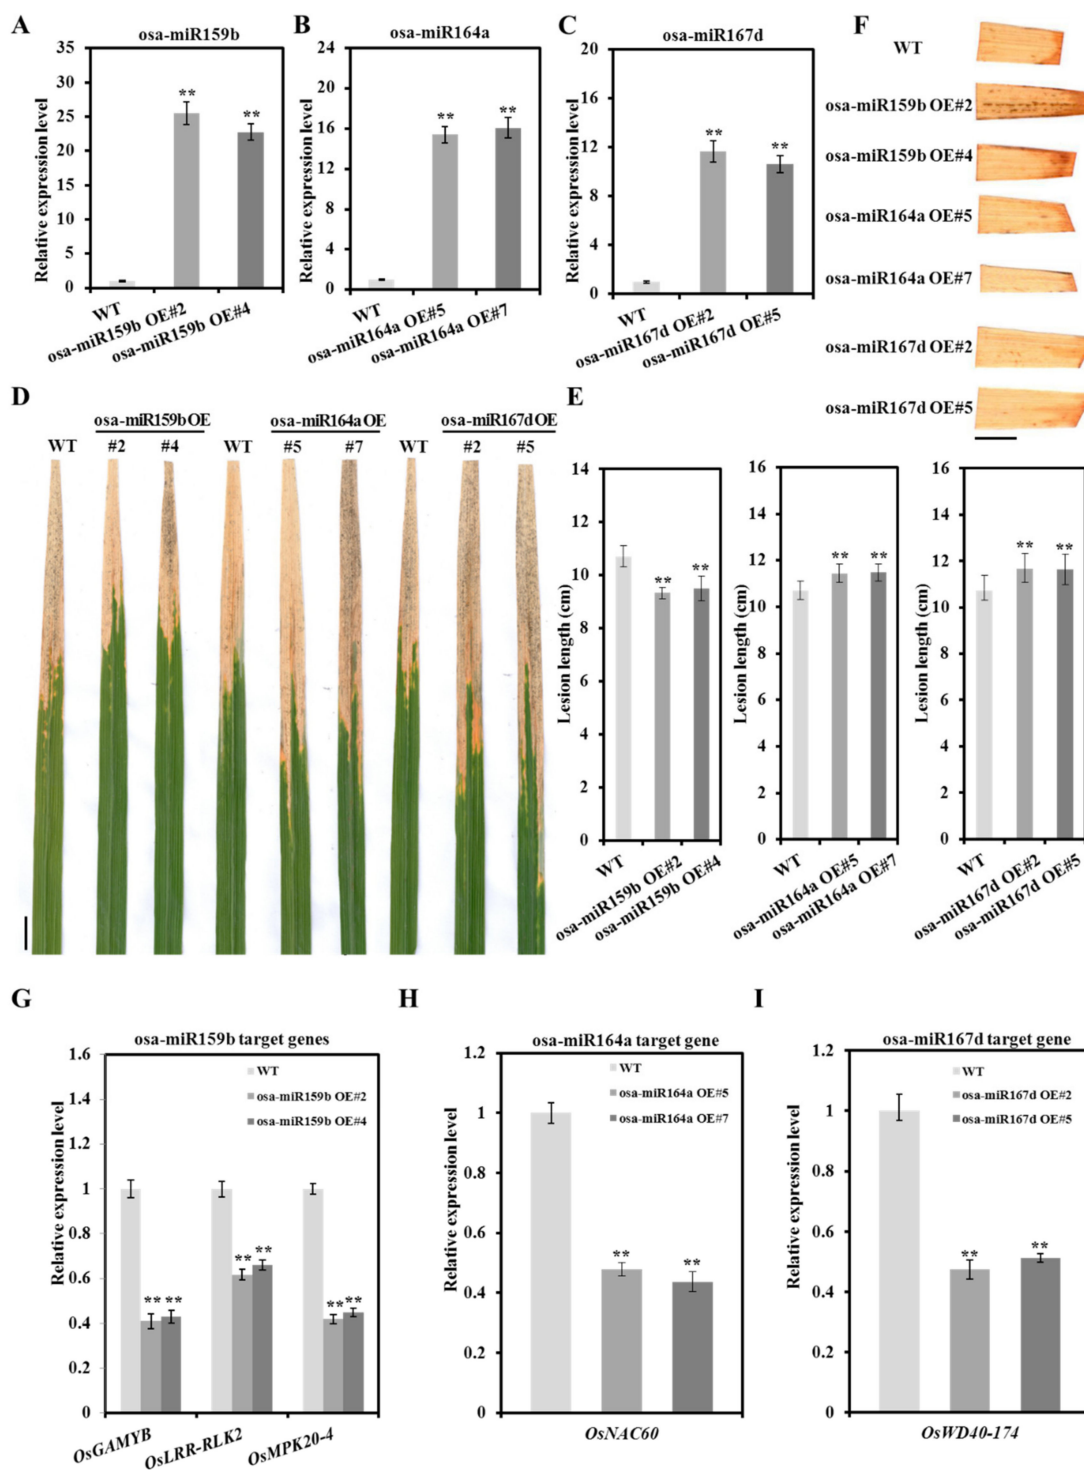 A
osa-miR159b
Relative expression level
35
30
25
20
15
10
5
0
**
**
WT
osa-miR159b OE#2
osa-miR159b OE#4
B
osa-miR164a
Relative expression level
24
20
16
12
8
4
0
**
**
WT
osa-miR164a OE#5
osa-miR164a OE#7
C
osa-miR167d
Relative expression level
20
16
12
8
4
0
**
**
WT
osa-miR167d OE#2
osa-miR167d OE#5
F
WT
osa-miR159b OE#2
osa-miR159b OE#4
osa-miR164a OE#5
osa-miR164a OE#7
osa-miR167d OE#2
osa-miR167d OE#5
D
osa-miR159b OE
osa-miR164a OE
osa-miR167d OE
WT #2 #4 WT #5 #7 WT #2 #5
E
Lesion length (cm)
14
12
10
8
6
4
2
0
**
**
WT
osa-miR159b OE#2
osa-miR159b OE#4
Lesion length (cm)
16
14
12
10
8
6
4
2
0
**
**
WT
osa-miR164a OE#5
osa-miR164a OE#7
Lesion length (cm)
16
14
12
10
8
6
4
2
0
**
**
WT
osa-miR167d OE#2
osa-miR167d OE#5
G
osa-miR159b target genes
Relative expression level
1.6
1.4
1.2
1
0.8
0.6
0.4
0.2
0
WT
osa-miR159b OE#2
osa-miR159b OE#4
** **
** **
** **
OsGAMYB
OsLRR-RLK2
OsMPK20-4
H
osa-miR164a target gene
Relative expression level
1.2
1
0.8
0.6
0.4
0.2
0
WT
osa-miR164a OE#5
osa-miR164a OE#7
**
**
OsNAC60
I
osa-miR167d target gene
Relative expression level
1.2
1
0.8
0.6
0.4
0.2
0
WT
osa-miR167d OE#2
osa-miR167d OE#5
**
**
OsWD40-174